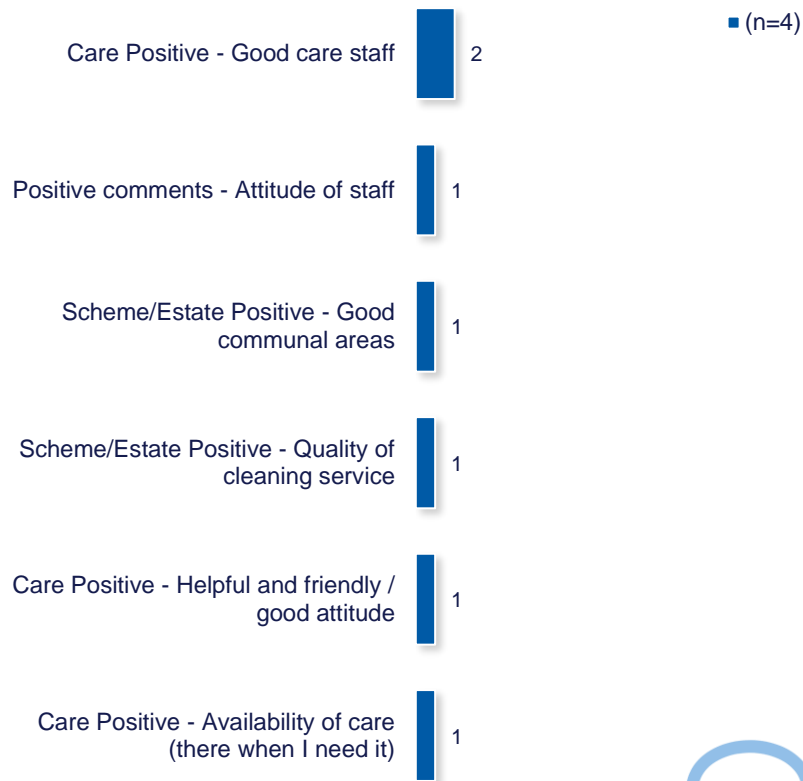 (n=4)
Care Positive - Good care staff
2
Positive comments - Attitude of staff
1
Scheme/Estate Positive - Good
communal areas
1
Scheme/Estate Positive - Quality of
cleaning service
1
Care Positive - Helpful and friendly /
good attitude
1
Care Positive - Availability of care
(there when I need it)
1